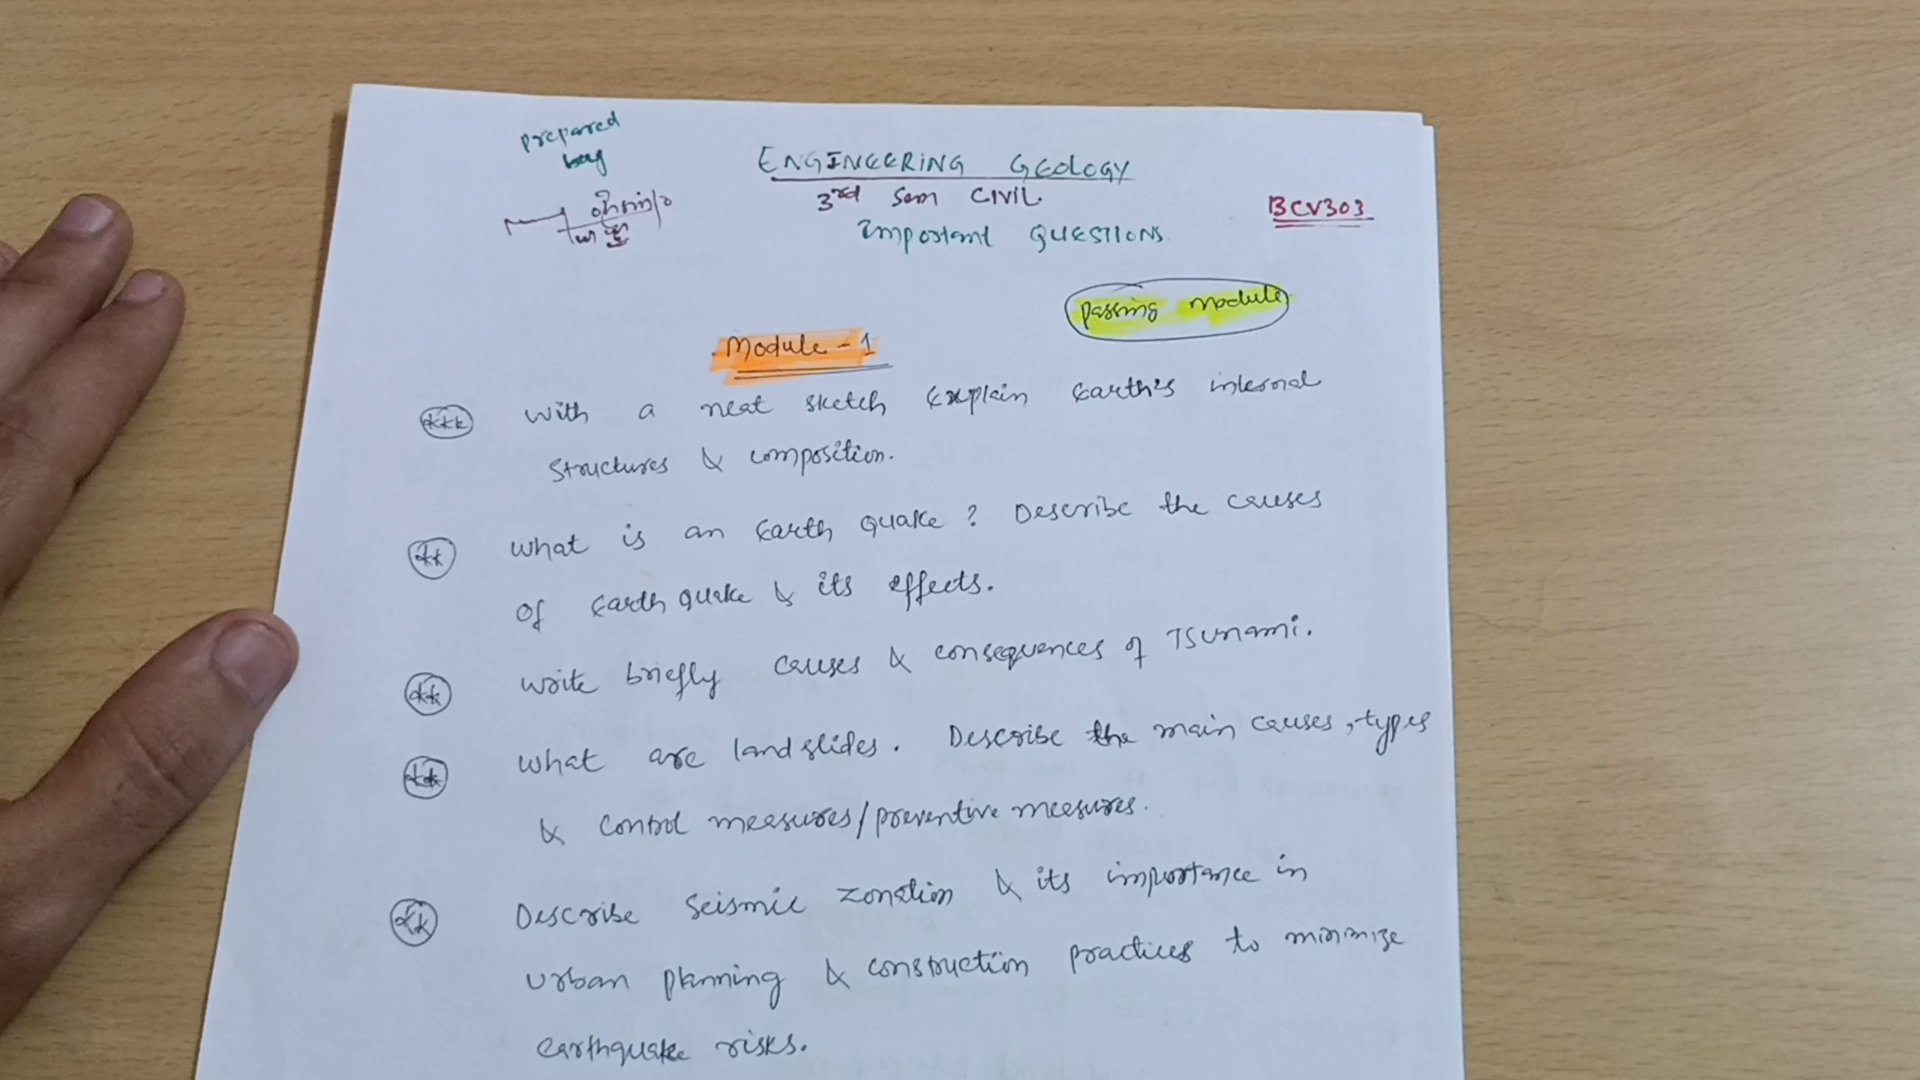 prepared
by
ENGINEERING GEOLOGY
3rd Sem CIVIL.
BCV303
Important QUESTIONS.
Passing module
Module - 1
With a neat sketch Explain Earth's internal
structures & composition.
What is an Earth quake? Describe the causes
of Earth quake & its effects.
Write briefly causes & consequences of Tsunami.
What are landslides. Describe the main causes, types
& control measures/preventive measures.
Describe seismic zonation & its importance in
urban planning & construction practices to minimize
earthquake risks.